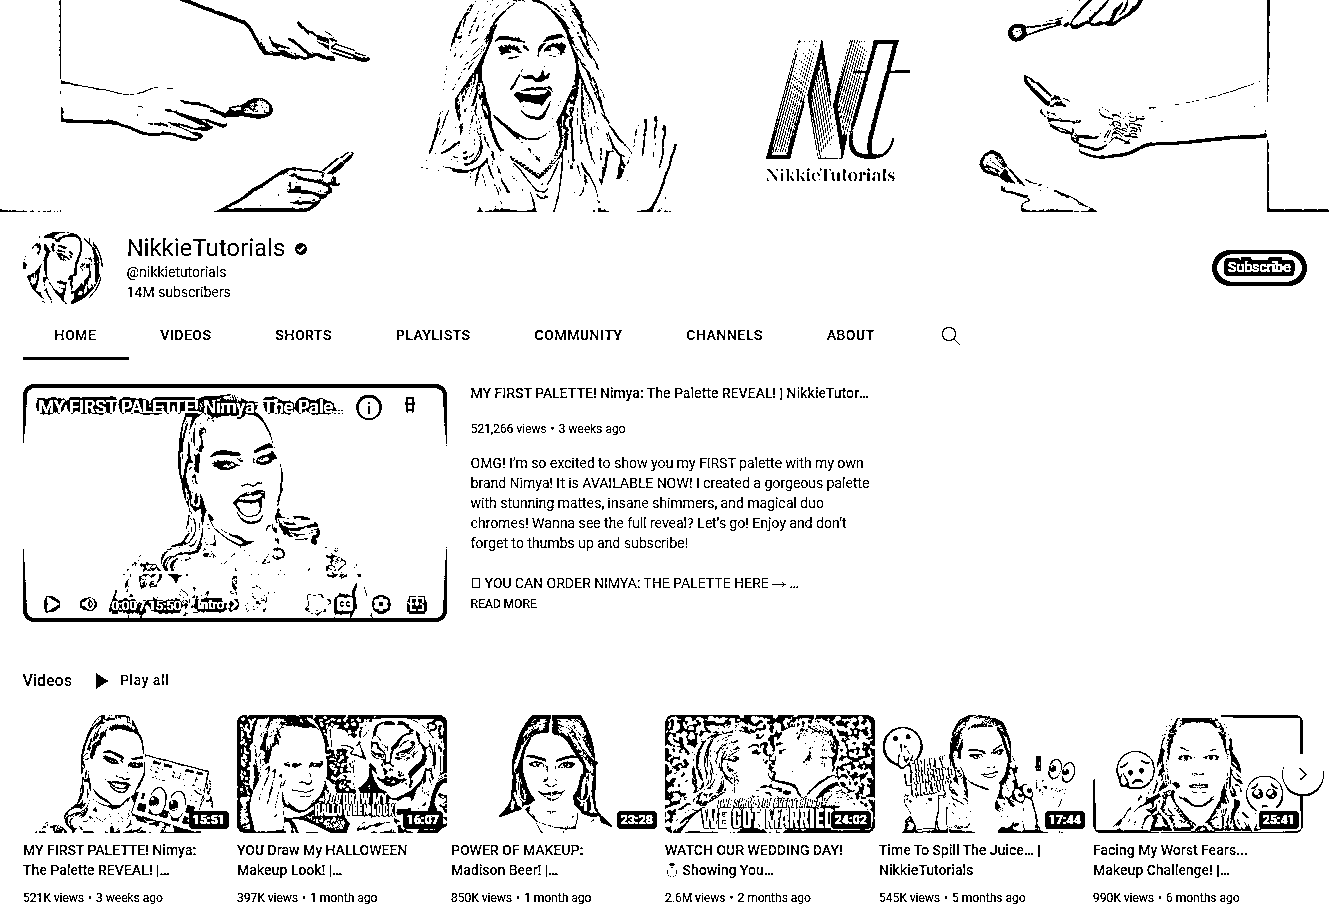 Nt
NikkieTutorials
NikkieTutorials
@nikkietutorials
14M subscribers
Subscribe
HOME VIDEOS SHORTS PLAYLISTS COMMUNITY CHANNELS ABOUT
MY FIRST PALETTE! Nimya: The Pale...
0:00 / 15:50 • Intro >
CC
MY FIRST PALETTE! Nimya: The Palette REVEAL! | NikkieTutor...
521,266 views • 3 weeks ago
OMG! I'm so excited to show you my FIRST palette with my own
brand Nimya! It is AVAILABLE NOW! I created a gorgeous palette
with stunning mattes, insane shimmers, and magical duo
chromes! Wanna see the full reveal? Let's go! Enjoy and don't
forget to thumbs up and subscribe!
YOU CAN ORDER NIMYA: THE PALETTE HERE → ...
READ MORE
Videos Play all
YOU DRAW MY
HALLOWEEN LOOK
WE GOT MARRIED
15:51 16:07 23:28 24:02 17:44 25:41
MY FIRST PALETTE! Nimya:
The Palette REVEAL! |...
521K views • 3 weeks ago
YOU Draw My HALLOWEEN
Makeup Look! |...
397K views • 1 month ago
POWER OF MAKEUP:
Madison Beer! |...
850K views • 1 month ago
WATCH OUR WEDDING DAY!
💍 Showing You...
2.6M views • 2 months ago
Time To Spill The Juice... |
NikkieTutorials
545K views • 5 months ago
Facing My Worst Fears...
Makeup Challenge! |...
990K views • 6 months ago